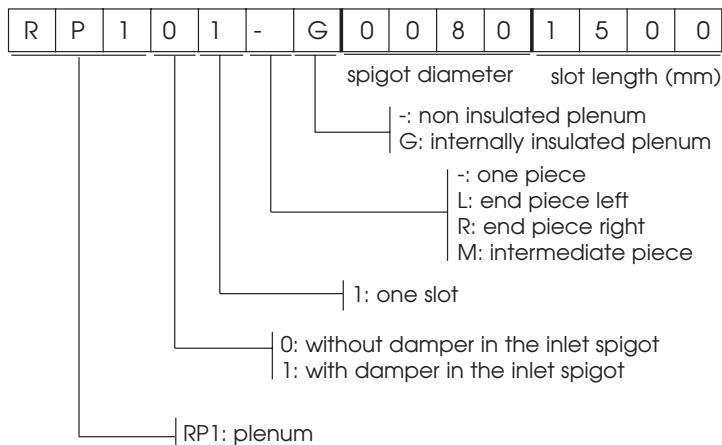 R P 1 0 1 - G 0 0 8 0 1 5 0 0
spigot diameter slot length (mm)
-: non insulated plenum
G: internally insulated plenum
-: one piece
L: end piece left
R: end piece right
M: intermediate piece
1: one slot
0: without damper in the inlet spigot
1: with damper in the inlet spigot
RP1: plenum